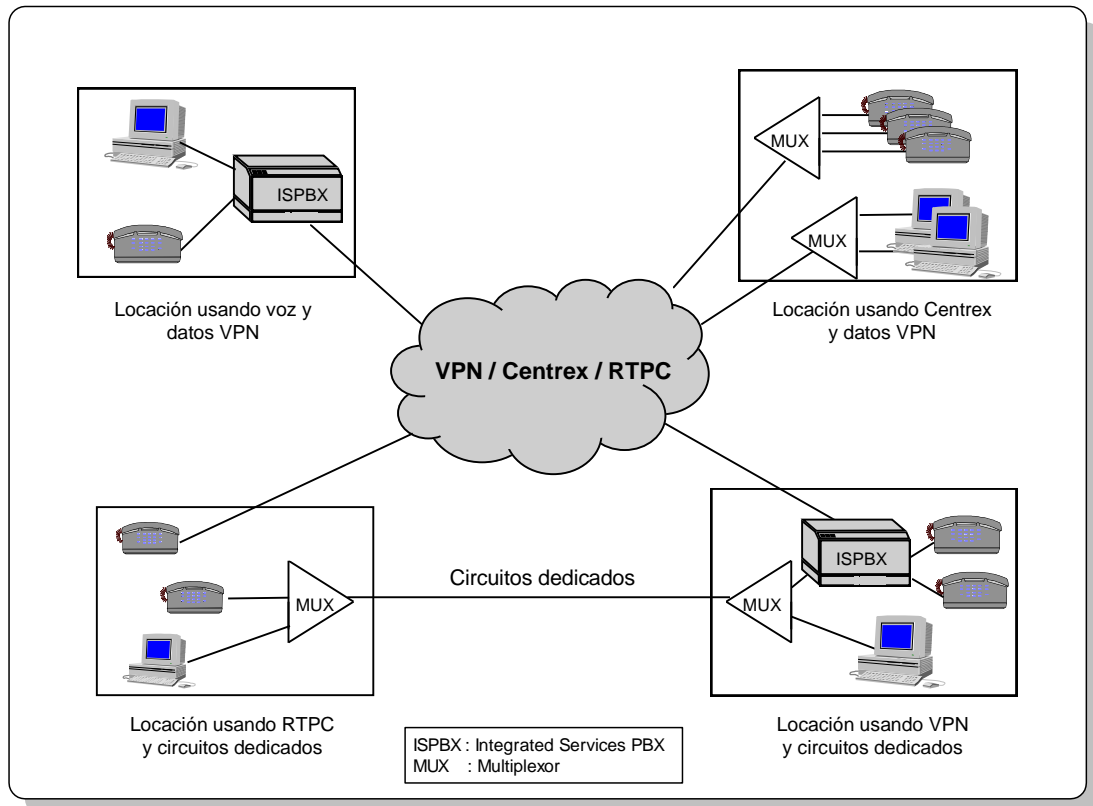 ISPBX
MUX
MUX
Locación usando voz y
datos VPN
Locación usando Centrex
y datos VPN
VPN / Centrex / RTPC
Circuitos dedicados
MUX
MUX
ISPBX
Locación usando RTPC
y circuitos dedicados
Locación usando VPN
y circuitos dedicados
ISPBX : Integrated Services PBX
MUX : Multiplexor